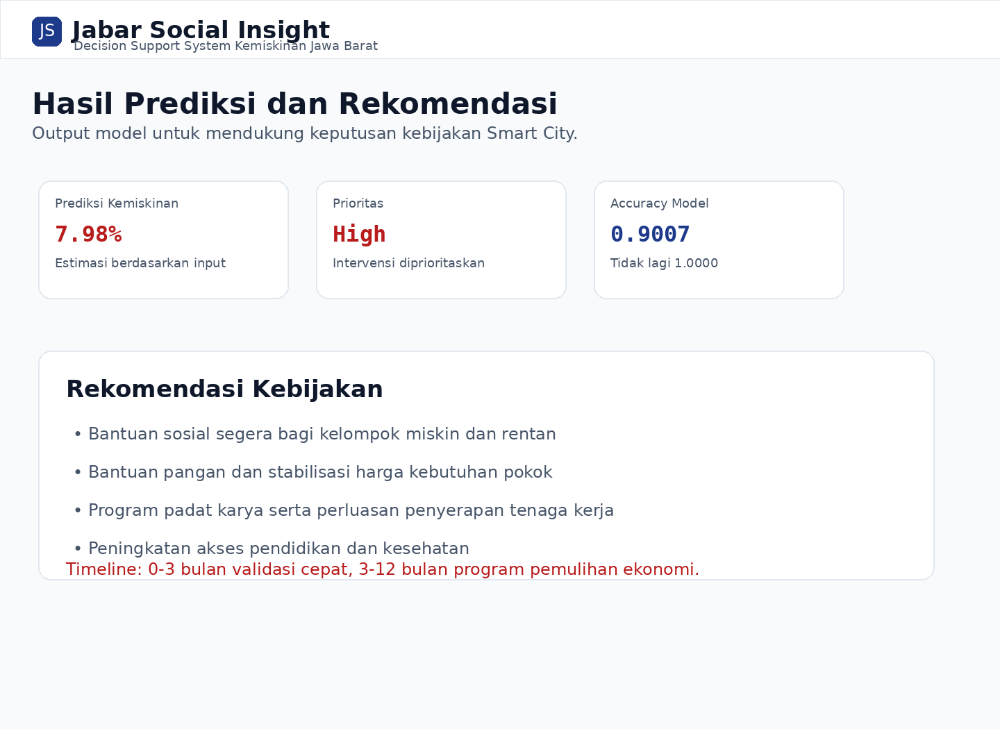 JS
Jabar Social Insight
Decision Support System Kemiskinan Jawa Barat
Hasil Prediksi dan Rekomendasi
Output model untuk mendukung keputusan kebijakan Smart City.
Prediksi Kemiskinan
7.98%
Estimasi berdasarkan input
Prioritas
High
Intervensi diprioritaskan
Accuracy Model
0.9007
Tidak lagi 1.0000
Rekomendasi Kebijakan
• Bantuan sosial segera bagi kelompok miskin dan rentan
• Bantuan pangan dan stabilisasi harga kebutuhan pokok
• Program padat karya serta perluasan penyerapan tenaga kerja
• Peningkatan akses pendidikan dan kesehatan
Timeline: 0-3 bulan validasi cepat, 3-12 bulan program pemulihan ekonomi.